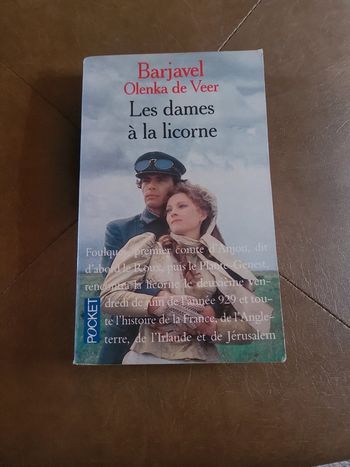 Barjavel
Olenka de Veer
Les dames
à la licorne
Foulques, premier comte d'Anjou, dit
d'abord le Roux, puis le Plante Genest,
rencontra la licorne le deuxième ven-
dredi de juin de l'année 929 et tou-
te l'histoire de la France, de l'Angle-
terre, de l'Irlande et de Jérusalem
POCKET